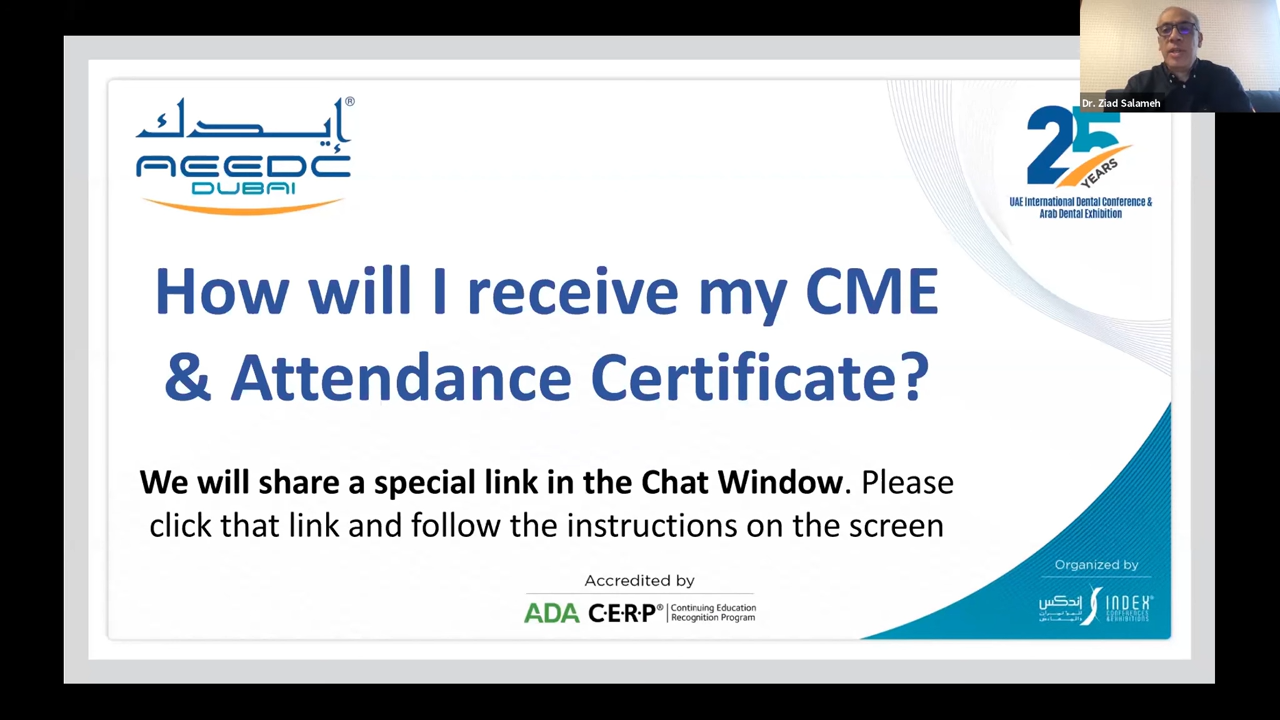 إيدك®
AEEDC
DUBAI
Dr. Ziad Salameh
25
YEARS
UAE International Dental Conference &
Arab Dental Exhibition
How will I receive my CME
& Attendance Certificate?
We will share a special link in the Chat Window. Please
click that link and follow the instructions on the screen
Accredited by
ADA C·E·R·P® | Continuing Education
Recognition Program
Organized by
إندكس
INDEX®
CONFERENCES
& EXHIBITIONS